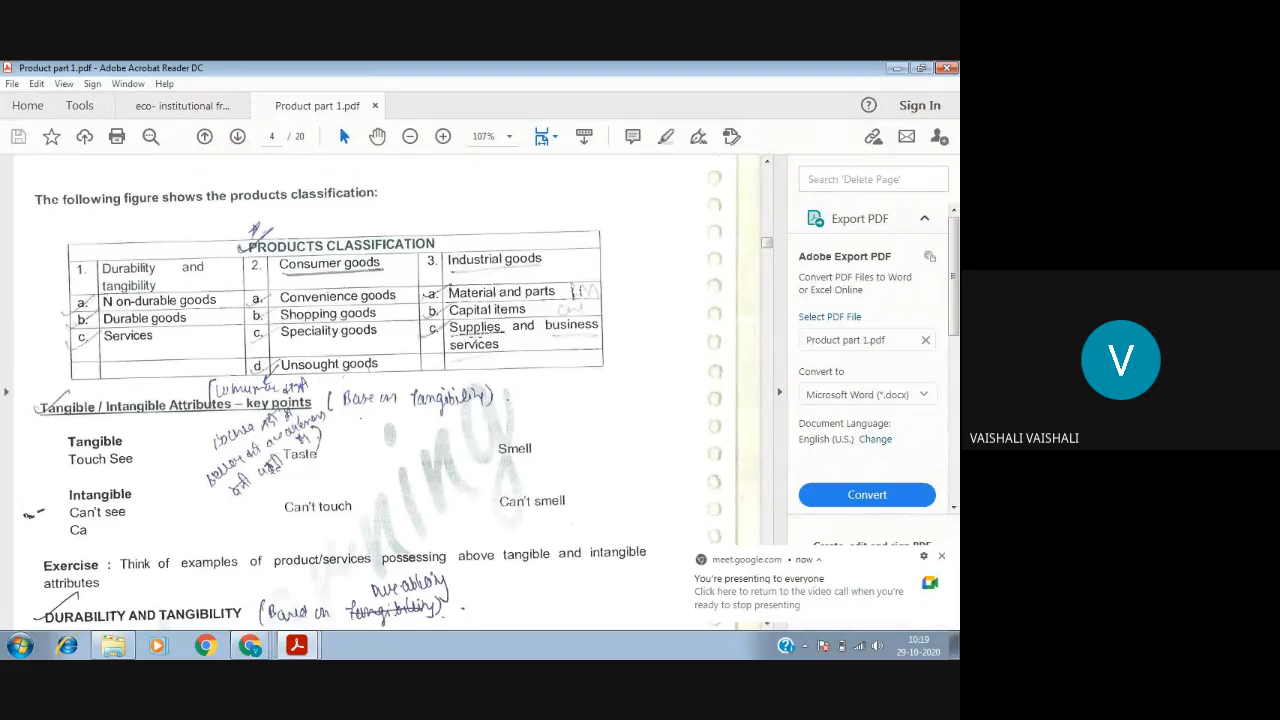 Product part 1.pdf - Adobe Acrobat Reader DC
File Edit View Window Help
Home Tools eco- institutional fr... Product part 1.pdf × Sign In
4 / 20 107% Search 'Delete Page'
The following figure shows the products classification:
PRODUCTS CLASSIFICATION
1. Durability and tangibility 2. Consumer goods 3. Industrial goods
a. N on-durable goods a. Convenience goods a. Material and parts
b. Durable goods b. Shopping goods b. Capital items
c. Services c. Speciality goods c. Supplies and business services
d. Unsought goods
Tangible / Intangible Attributes – key points (Base on Tangibility).
Tangible
Touch See Taste Smell
Intangible
Can't see Can't touch Can't smell
Ca
Exercise : Think of examples of product/services possessing above tangible and intangible
attributes
DURABILITY AND TANGIBILITY (Based on
Export PDF
Adobe Export PDF
Convert PDF Files to Word
or Excel Online
Select PDF File
Product part 1.pdf ×
Convert to
Microsoft Word (*.docx)
Document Language:
English (U.S.) Change
Convert
meet.google.com • now
You're presenting to everyone
Click here to return to the video call when you're
ready to stop presenting
10:19
29-10-2020
V
VAISHALI VAISHALI